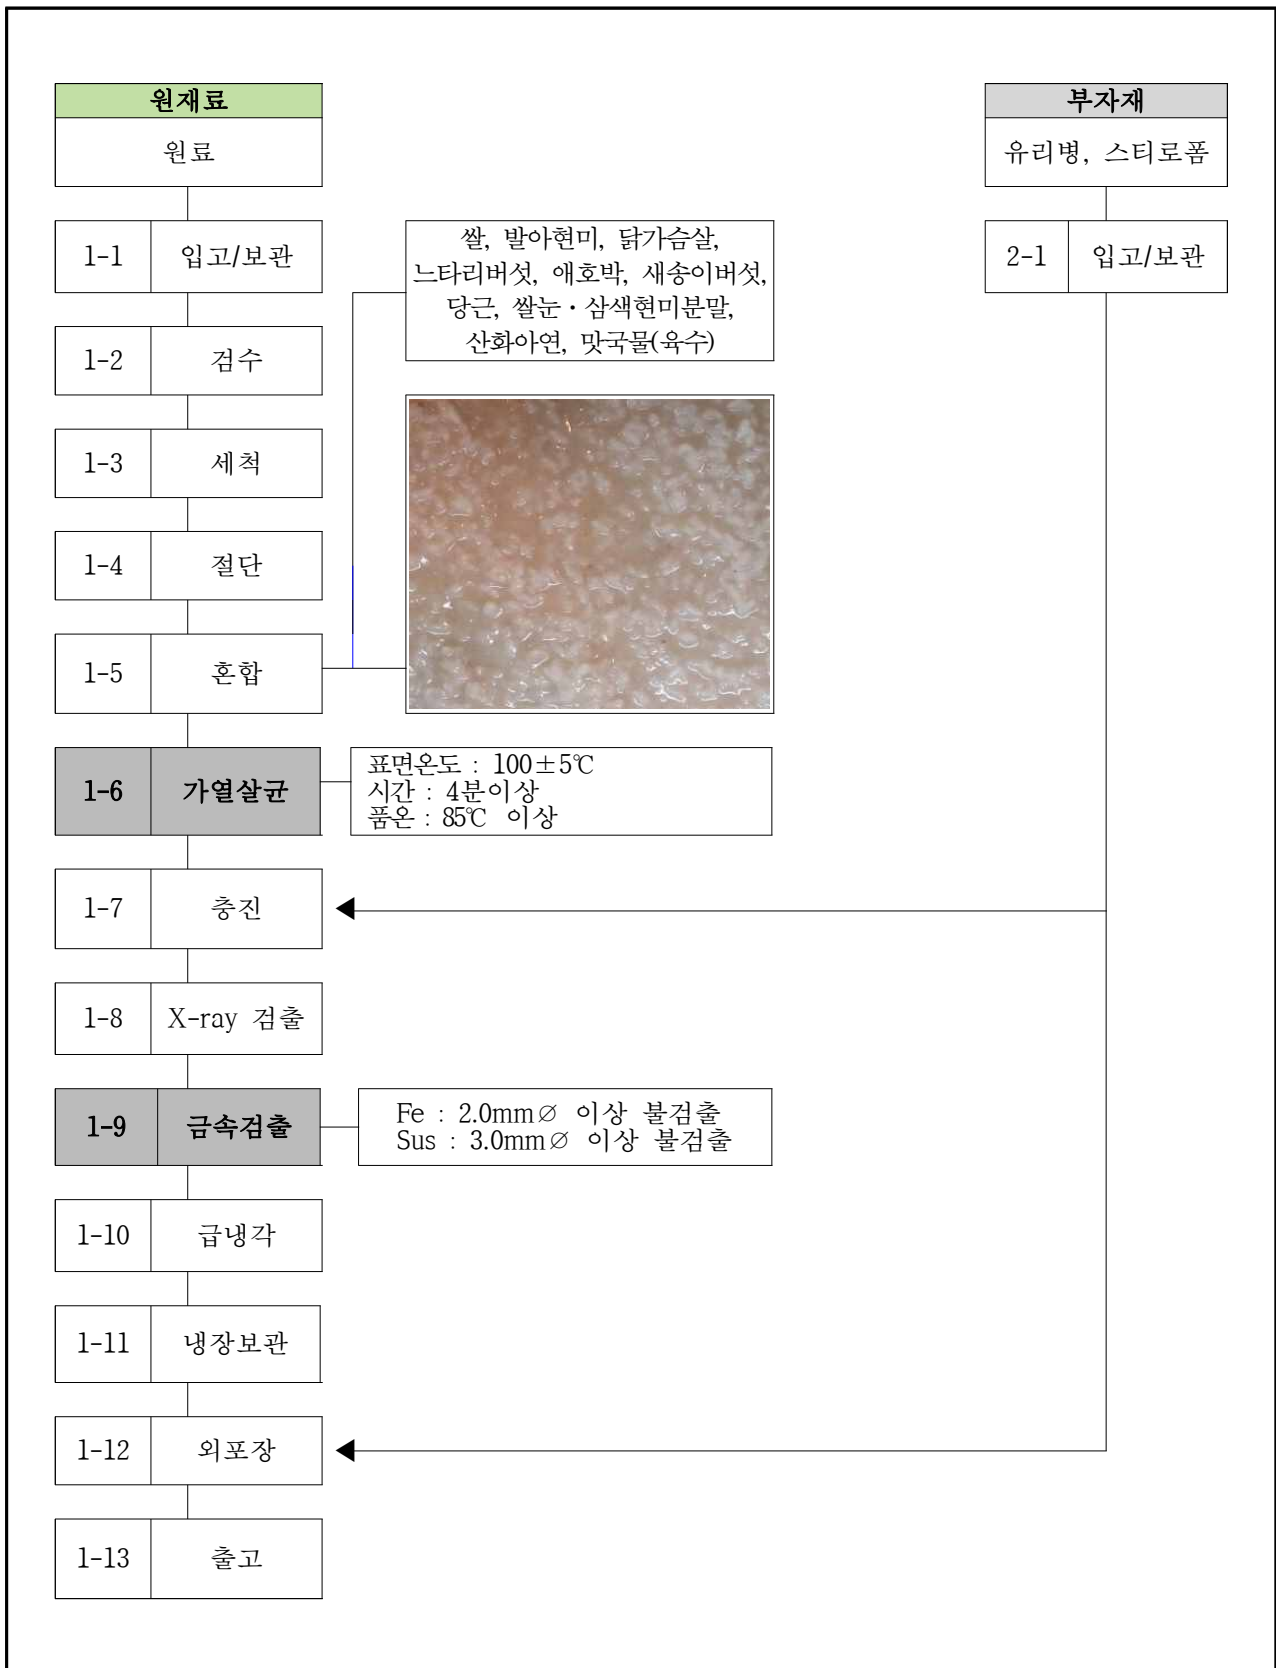 원재료
원료
부자재
유리병, 스티로폼
1-1 입고/보관
쌀, 발아현미, 닭가슴살,
느타리버섯, 애호박, 새송이버섯,
당근, 쌀눈·삼색현미분말,
산화아연, 맛국물(육수)
2-1 입고/보관
1-2 검수
1-3 세척
1-4 절단
1-5 혼합
1-6 가열살균
표면온도 : 100±5℃
시간 : 4분이상
품온 : 85℃ 이상
1-7 충진
1-8 X-ray 검출
1-9 금속검출
Fe : 2.0mm∅ 이상 불검출
Sus : 3.0mm∅ 이상 불검출
1-10 급냉각
1-11 냉장보관
1-12 외포장
1-13 출고